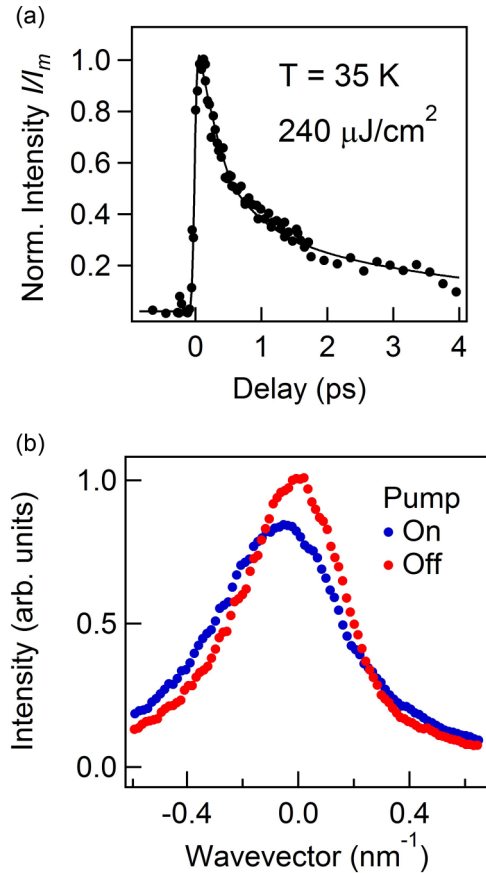 (a)
Norm. Intensity I/Im
1.0
0.8
0.6
0.4
0.2
T = 35 K
240 μJ/cm²
0
1
2
3
4
Delay (ps)
(b)
Intensity (arb. units)
1.0
0.5
0.0
Pump
On
Off
-0.4
0.0
0.4
Wavevector (nm⁻¹)